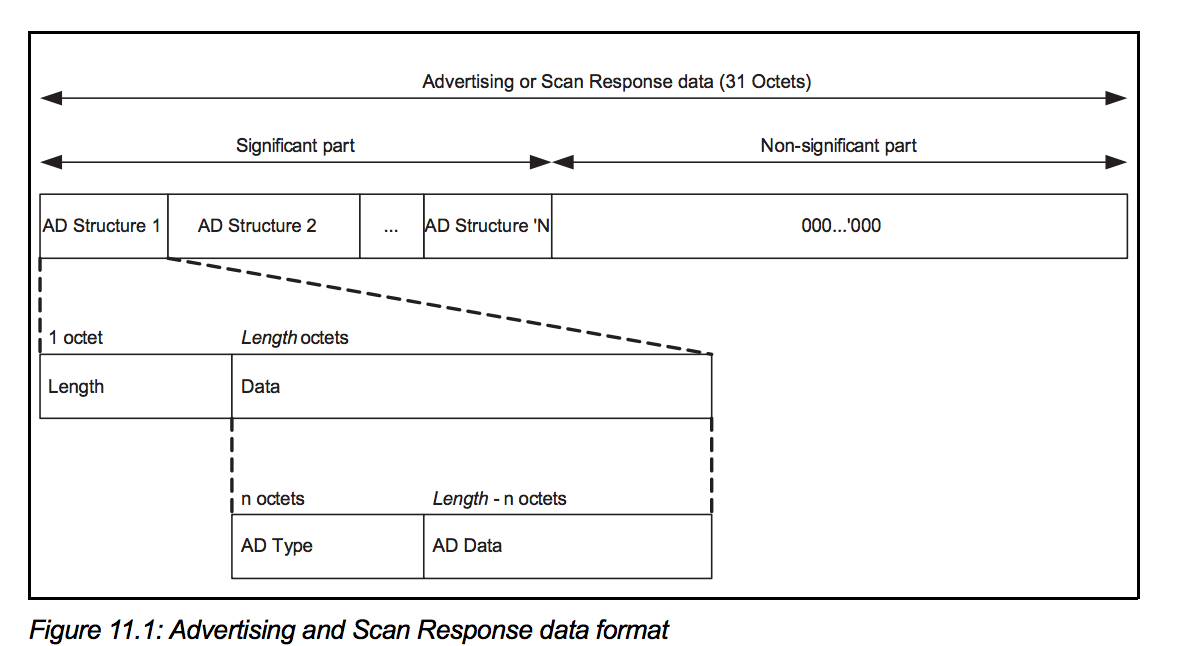 Advertising or Scan Response data (31 Octets)
Significant part
Non-significant part
AD Structure 1
AD Structure 2
...
AD Structure 'N
000...'000
1 octet
Length octets
Length
Data
n octets
Length - n octets
AD Type
AD Data
Figure 11.1: Advertising and Scan Response data format